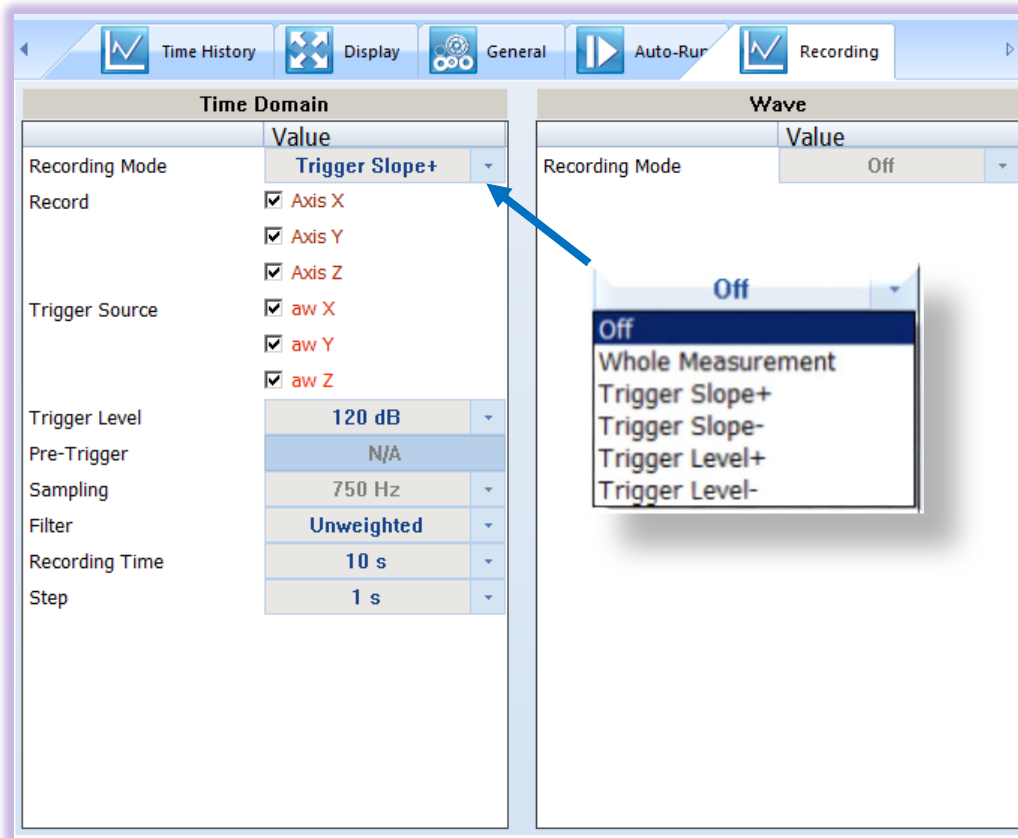 Time History Display General Auto-Run Recording
Time Domain
Value
Recording Mode Trigger Slope+
Record Axis X
Axis Y
Axis Z
Trigger Source aw X
aw Y
aw Z
Trigger Level 120 dB
Pre-Trigger N/A
Sampling 750 Hz
Filter Unweighted
Recording Time 10 s
Step 1 s
Wave
Value
Recording Mode Off
Off
Off
Whole Measurement
Trigger Slope+
Trigger Slope-
Trigger Level+
Trigger Level-